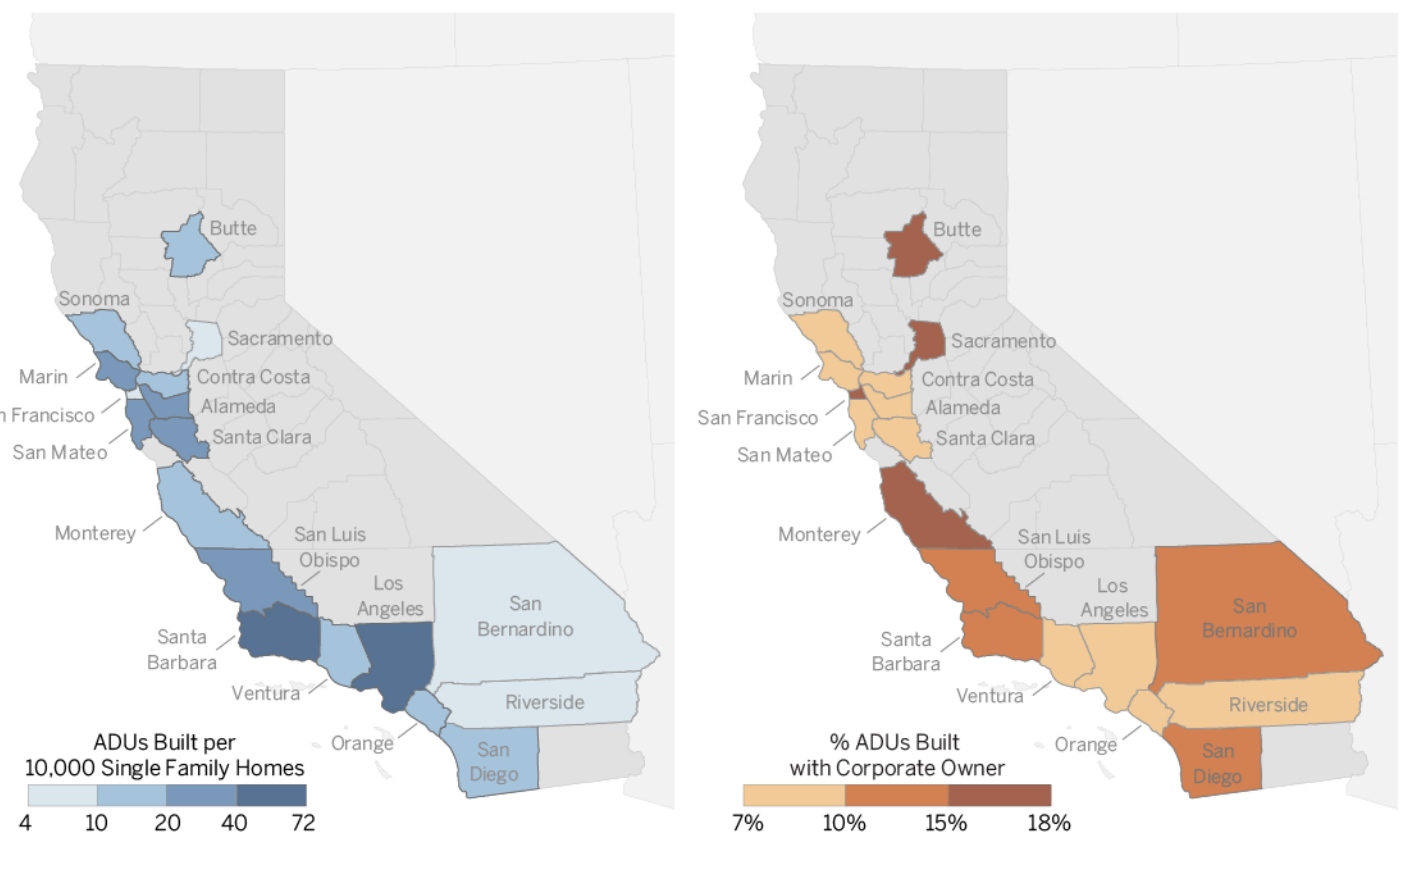 Butte
Sonoma
Sacramento
Marin
Contra Costa
n Francisco
Alameda
San Mateo
Santa Clara
Monterey
San Luis
Obispo
Los
Angeles
San
Bernardino
Santa
Barbara
Ventura
Riverside
Orange
San
Diego
ADUs Built per
10,000 Single Family Homes
4 10 20 40 72
Butte
Sonoma
Sacramento
Marin
Contra Costa
San Francisco
Alameda
San Mateo
Santa Clara
Monterey
San Luis
Obispo
Los
Angeles
San
Bernardino
Santa
Barbara
Ventura
Riverside
Orange
San
Diego
% ADUs Built
with Corporate Owner
7% 10% 15% 18%